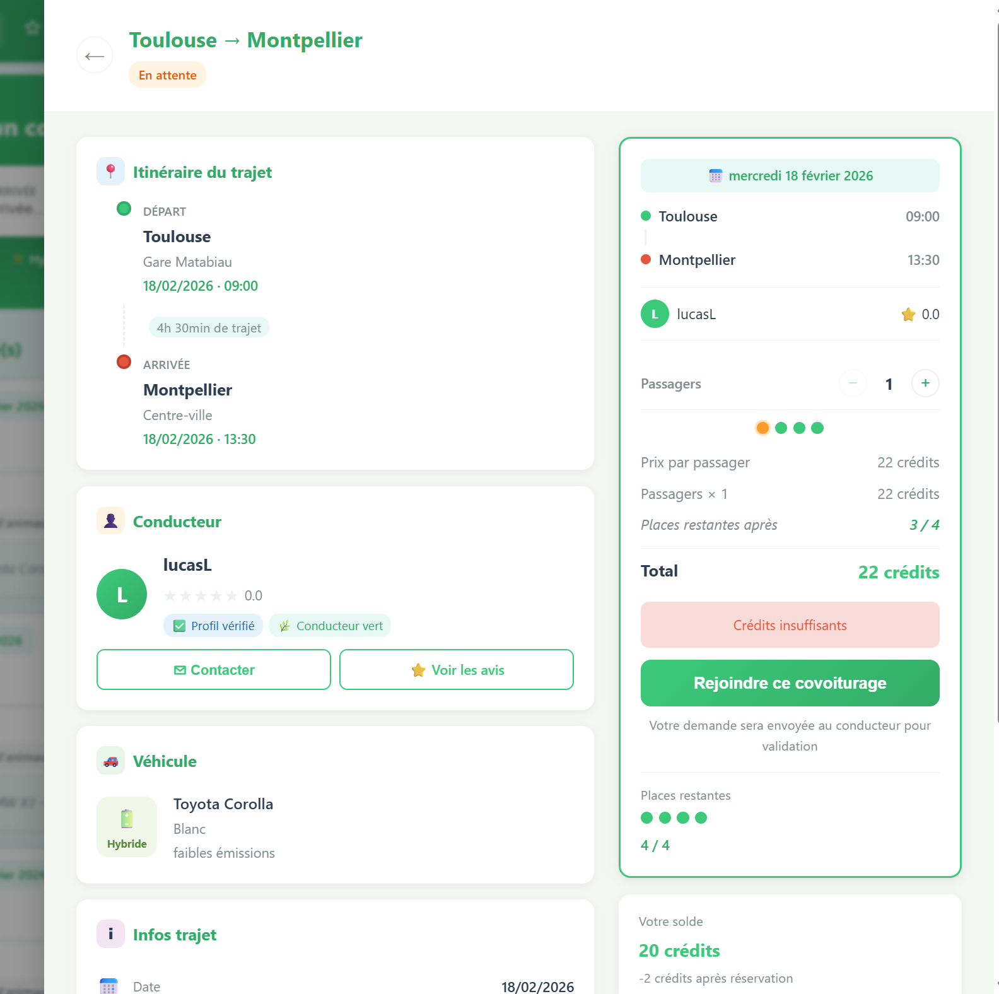 Toulouse → Montpellier
En attente
Itinéraire du trajet
DÉPART
Toulouse
Gare Matabiau
18/02/2026 · 09:00
4h 30min de trajet
ARRIVÉE
Montpellier
Centre-ville
18/02/2026 · 13:30
Conducteur
L
lucasL
★★★★★ 0.0
Profil vérifié
Conducteur vert
Contacter
Voir les avis
Véhicule
Hybride
Toyota Corolla
Blanc
faibles émissions
Infos trajet
Date 18/02/2026
mercredi 18 février 2026
Toulouse 09:00
Montpellier 13:30
L lucasL 0.0
Passagers − 1 +
Prix par passager 22 crédits
Passagers × 1 22 crédits
Places restantes après 3 / 4
Total 22 crédits
Crédits insuffisants
Rejoindre ce covoiturage
Votre demande sera envoyée au conducteur pour
validation
Places restantes
4 / 4
Votre solde
20 crédits
-2 crédits après réservation